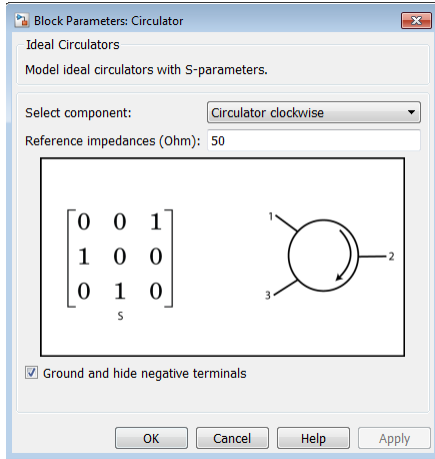 Block Parameters: Circulator
Ideal Circulators
Model ideal circulators with S-parameters.
Select component: Circulator clockwise
Reference impedances (Ohm): 50
0 0 1
1 0 0
0 1 0
S
1
2
3
Ground and hide negative terminals
OK Cancel Help Apply